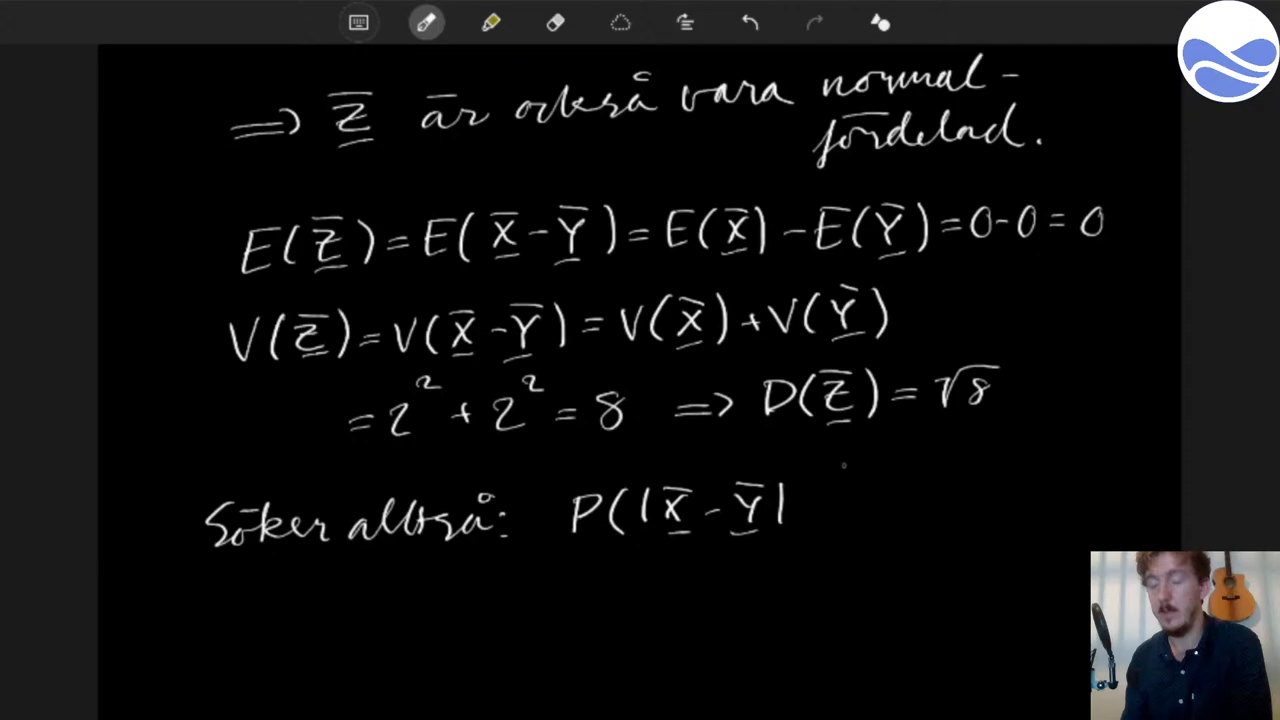 => Z är också vara normal-
fördelad.
E(Z) = E(X - Y) = E(X) - E(Y) = 0 - 0 = 0
V(Z) = V(X - Y) = V(X) + V(Y)
= 2² + 2² = 8 => D(Z) = √8
Söker alltså: P(|X - Y|